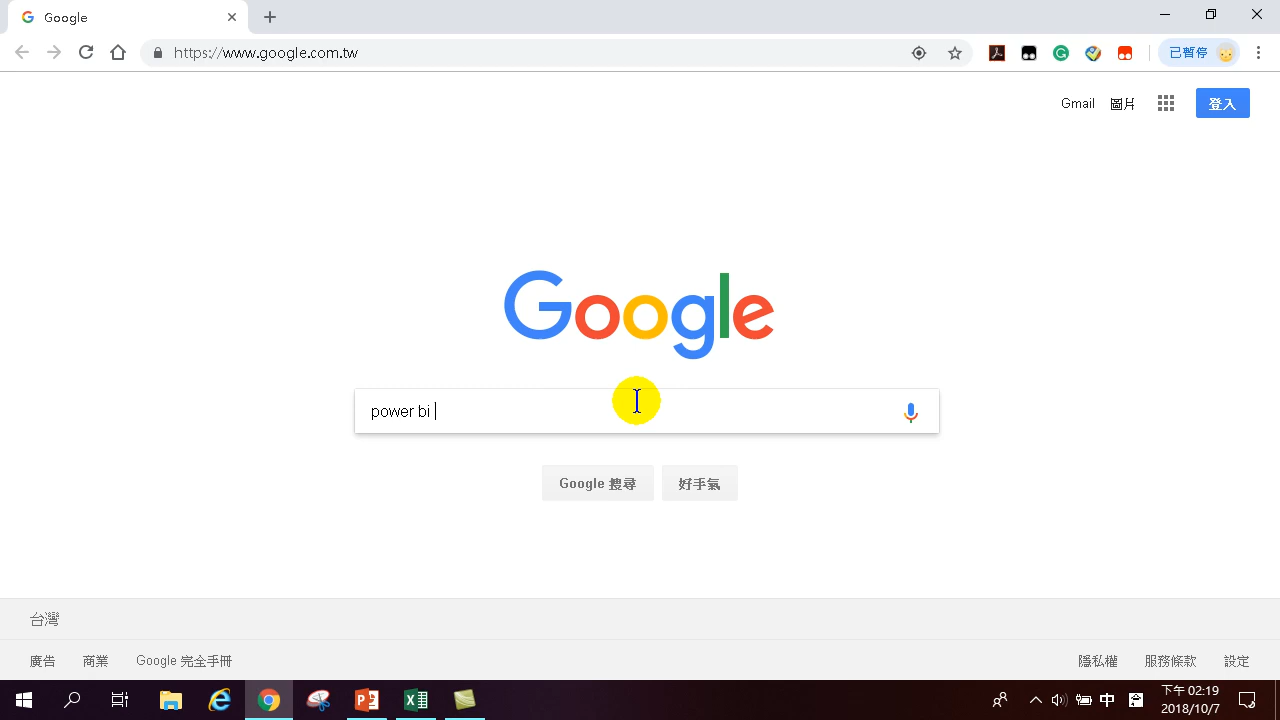 Google
https://www.google.com.tw
已暫停
Gmail
圖片
登入
Google
power bi
Google 搜尋
好手氣
台灣
廣告
商業
Google 完全手冊
隱私權
服務條款
設定
中
下午 02:19
2018/10/7